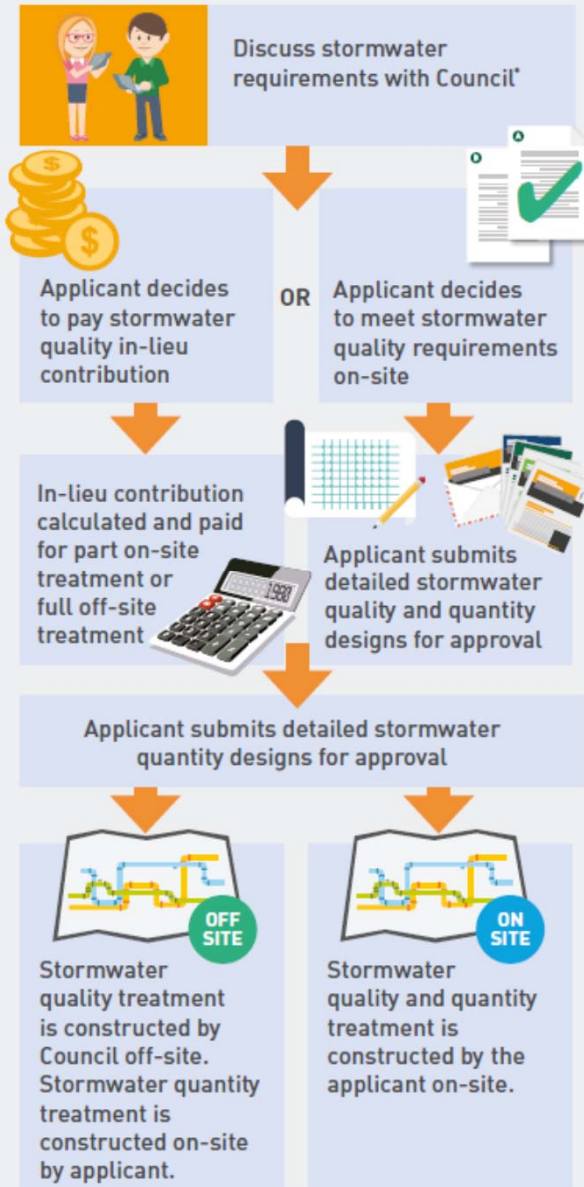 Discuss stormwater
requirements with Council*
Applicant decides
to pay stormwater
quality in-lieu
contribution
OR
Applicant decides
to meet stormwater
quality requirements
on-site
In-lieu contribution
calculated and paid
for part on-site
treatment or
full off-site
treatment
1980
Applicant submits
detailed stormwater
quality and quantity
designs for approval
Applicant submits detailed stormwater
quantity designs for approval
OFF
SITE
Stormwater
quality treatment
is constructed by
Council off-site.
Stormwater quantity
treatment is
constructed on-site
by applicant.
ON
SITE
Stormwater
quality and quantity
treatment is
constructed by the
applicant on-site.